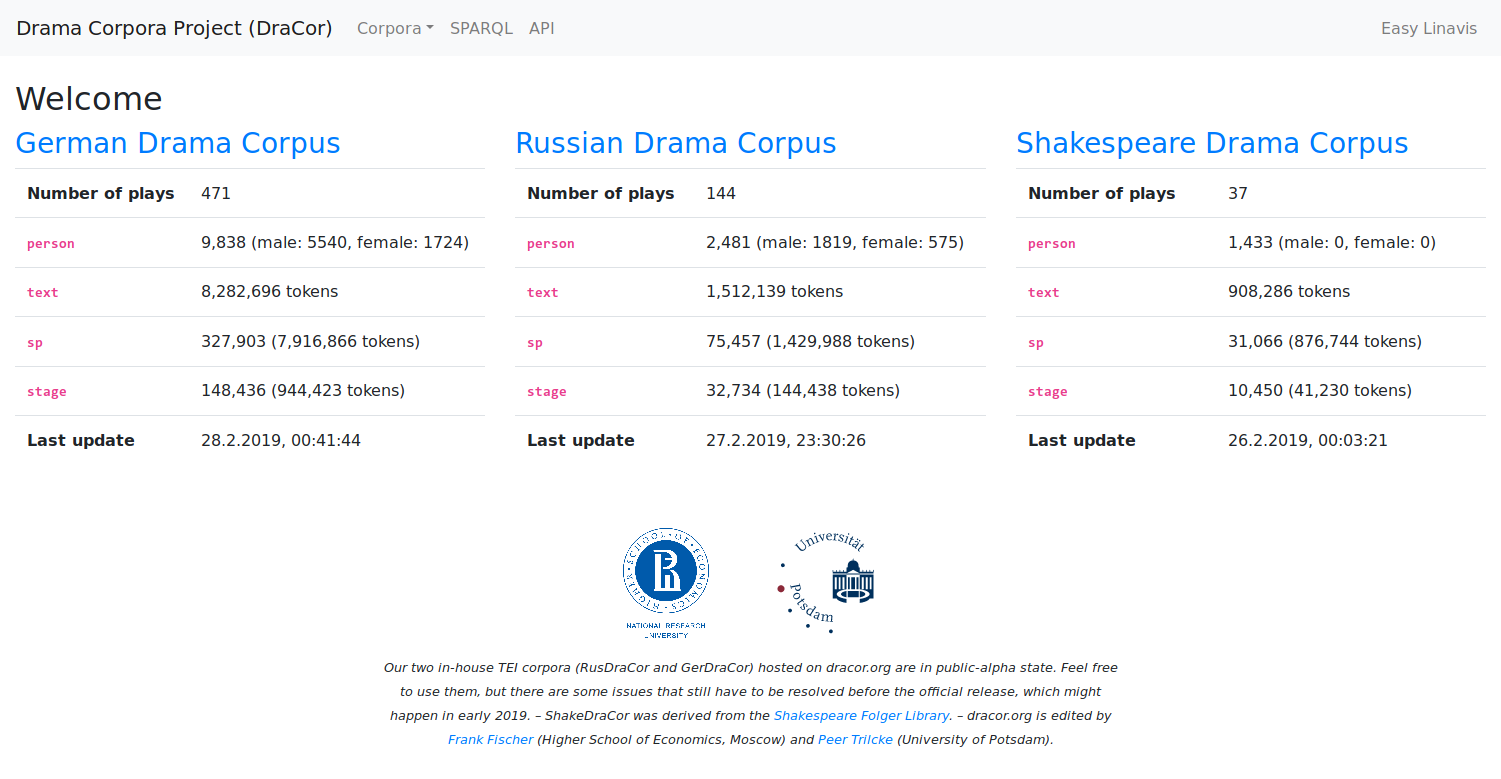 Drama Corpora Project (DraCor) Corpora SPARQL API Easy Linavis
Welcome
German Drama Corpus
Number of plays 471
person 9,838 (male: 5540, female: 1724)
text 8,282,696 tokens
sp 327,903 (7,916,866 tokens)
stage 148,436 (944,423 tokens)
Last update 28.2.2019, 00:41:44
Russian Drama Corpus
Number of plays 144
person 2,481 (male: 1819, female: 575)
text 1,512,139 tokens
sp 75,457 (1,429,988 tokens)
stage 32,734 (144,438 tokens)
Last update 27.2.2019, 23:30:26
Shakespeare Drama Corpus
Number of plays 37
person 1,433 (male: 0, female: 0)
text 908,286 tokens
sp 31,066 (876,744 tokens)
stage 10,450 (41,230 tokens)
Last update 26.2.2019, 00:03:21
HIGHER · SCHOOL · OF · ECONOMICS ·
NATIONAL RESEARCH
UNIVERSITY
Universität
Potsdam
Our two in-house TEI corpora (RusDraCor and GerDraCor) hosted on dracor.org are in public-alpha state. Feel free
to use them, but there are some issues that still have to be resolved before the official release, which might
happen in early 2019. – ShakeDraCor was derived from the Shakespeare Folger Library. – dracor.org is edited by
Frank Fischer (Higher School of Economics, Moscow) and Peer Trilcke (University of Potsdam).